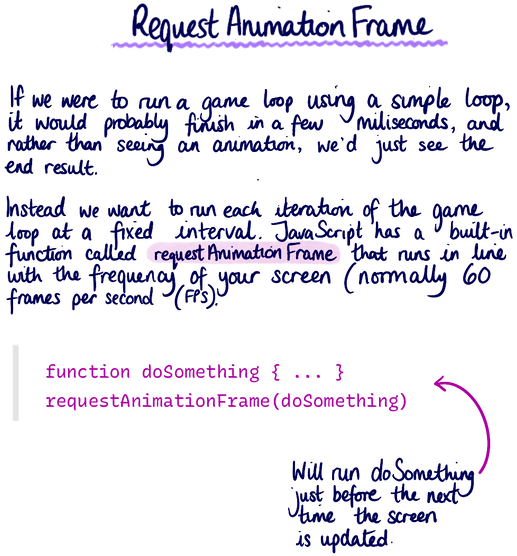 Request Animation Frame
If we were to run a game loop using a simple loop,
it would probably finish in a few miliseconds, and
rather than seeing an animation, we'd just see the
end result.
Instead we want to run each iteration of the game
loop at a fixed interval. JavaScript has a built-in
function called requestAnimationFrame that runs in line
with the frequency of your screen (normally 60
frames per second (FPS).
function doSomething { ... }
requestAnimationFrame(doSomething)
Will run doSomething
just before the next
time the screen
is updated.